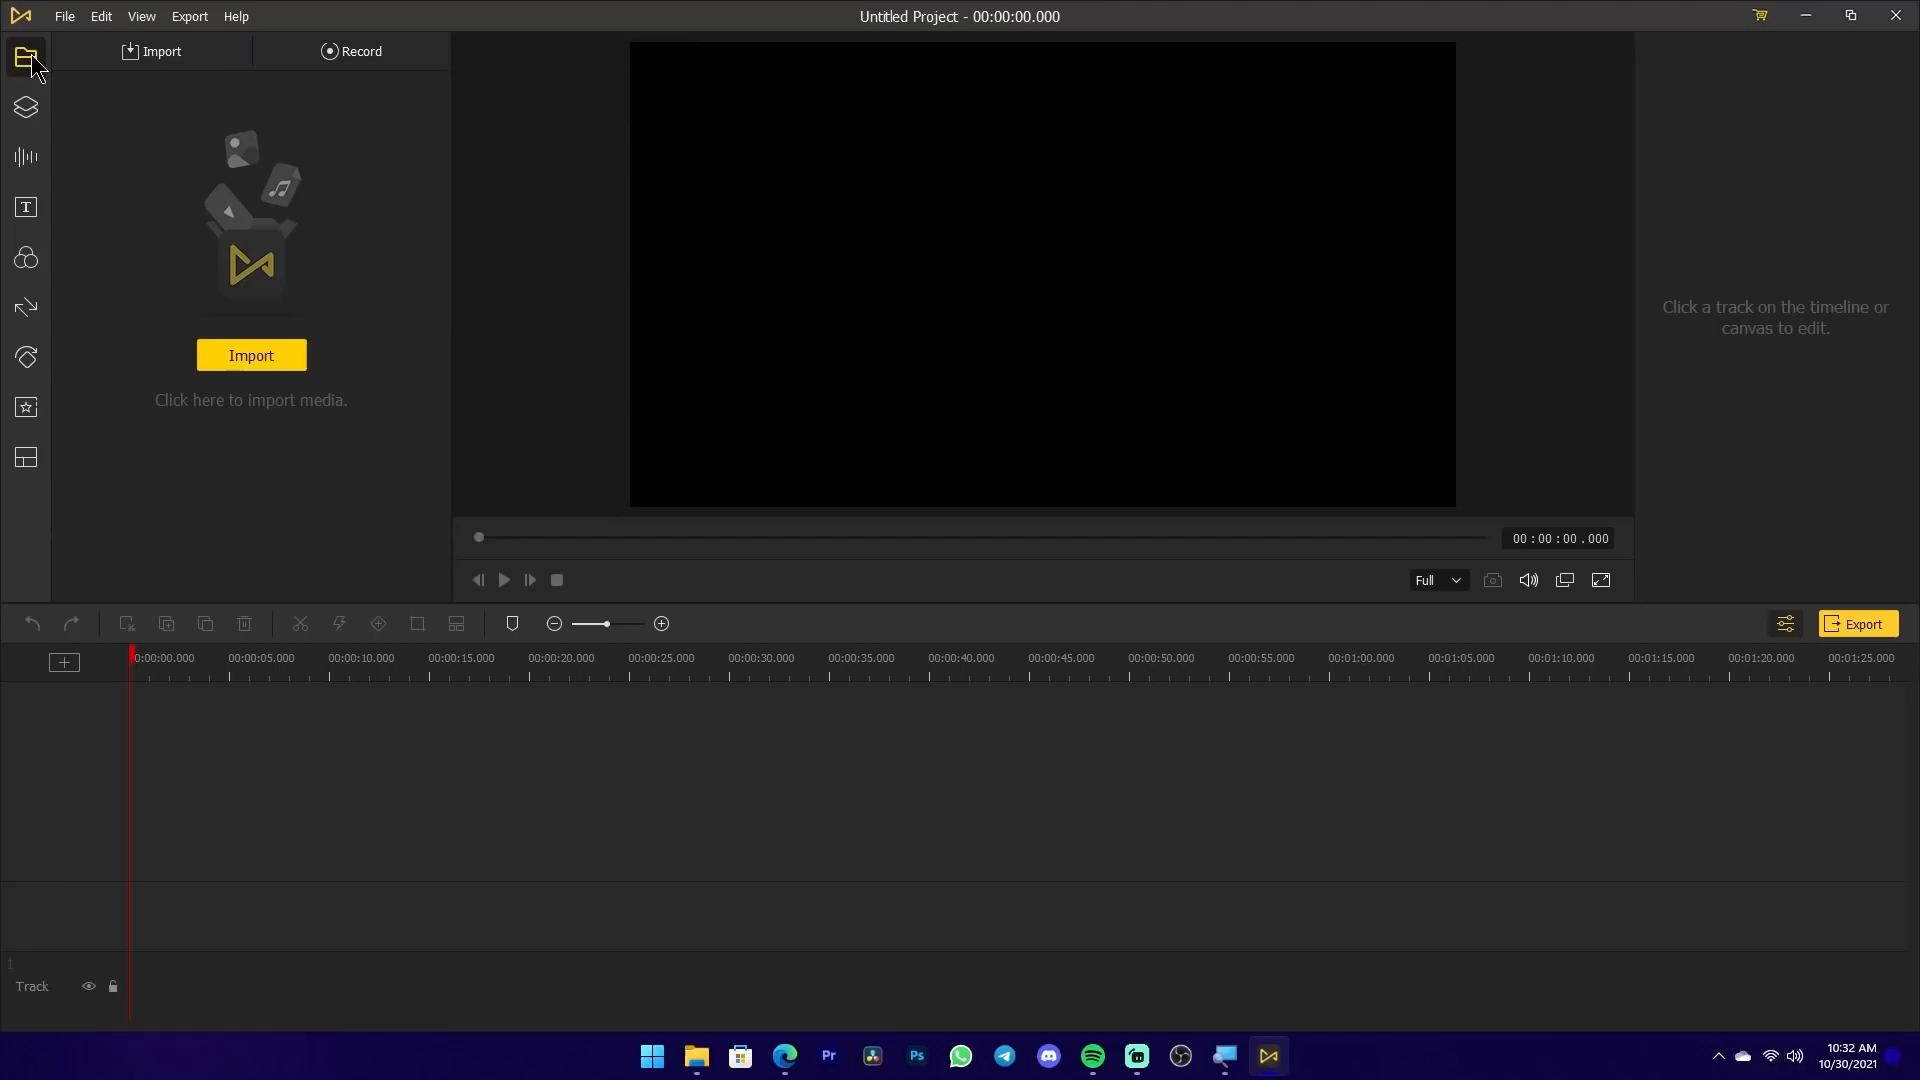 File Edit View Export Help
Untitled Project - 00:00:00.000
Import
Record
Import
Click here to import media.
Click a track on the timeline or
canvas to edit.
00:00:00.000
Full
Export
0:00:00.000 00:00:05.000 00:00:10.000 00:00:15.000 00:00:20.000 00:00:25.000 00:00:30.000 00:00:35.000 00:00:40.000 00:00:45.000 00:00:50.000 00:00:55.000 00:01:00.000 00:01:05.000 00:01:10.000 00:01:15.000 00:01:20.000 00:01:25.000
1
Track
Pr
Ps
10:32 AM
10/30/2021